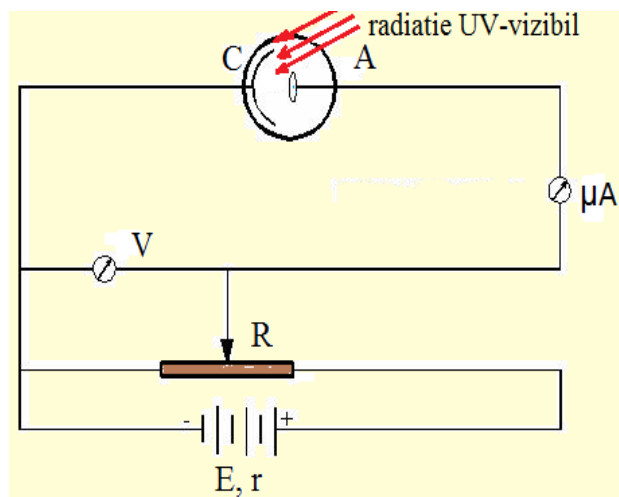 radiatie UV-vizibil
C A
μA
V
R
- +
E, r